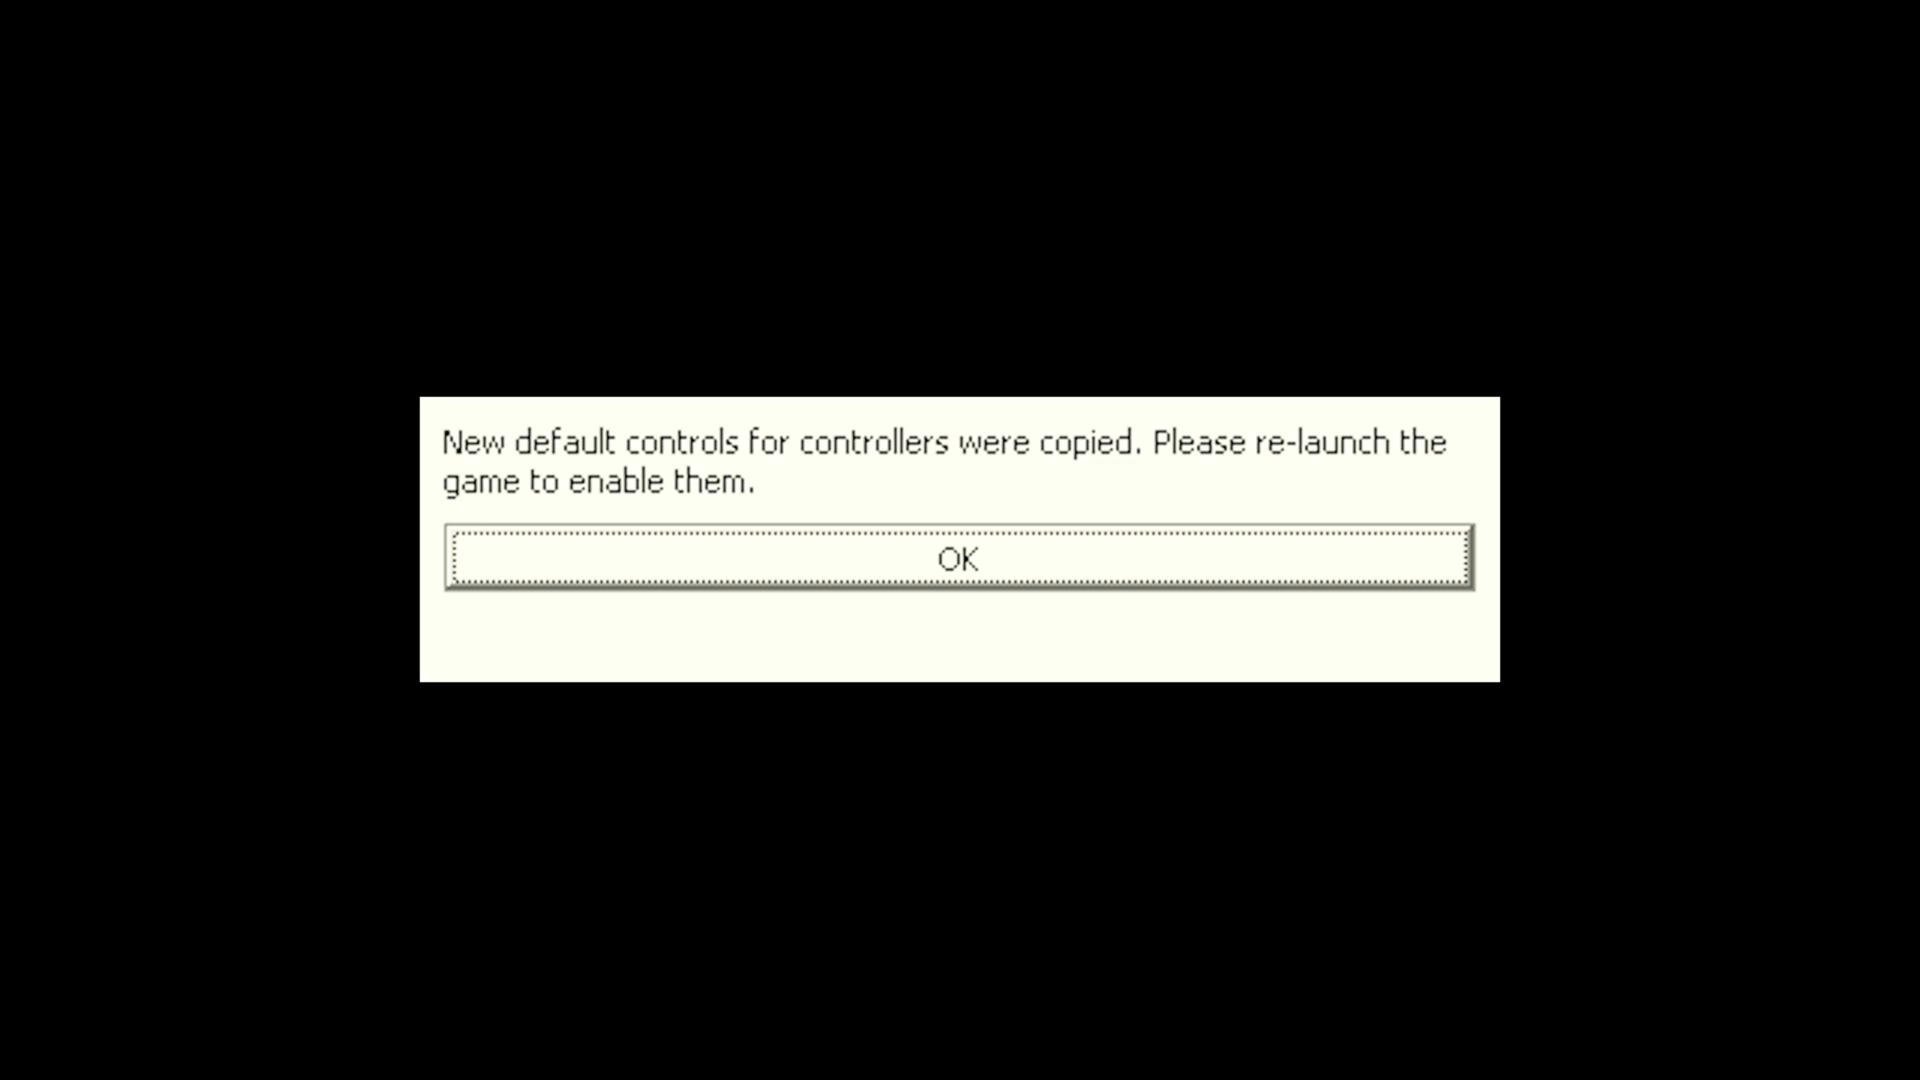 New default controls for controllers were copied. Please re-launch the
game to enable them.
OK